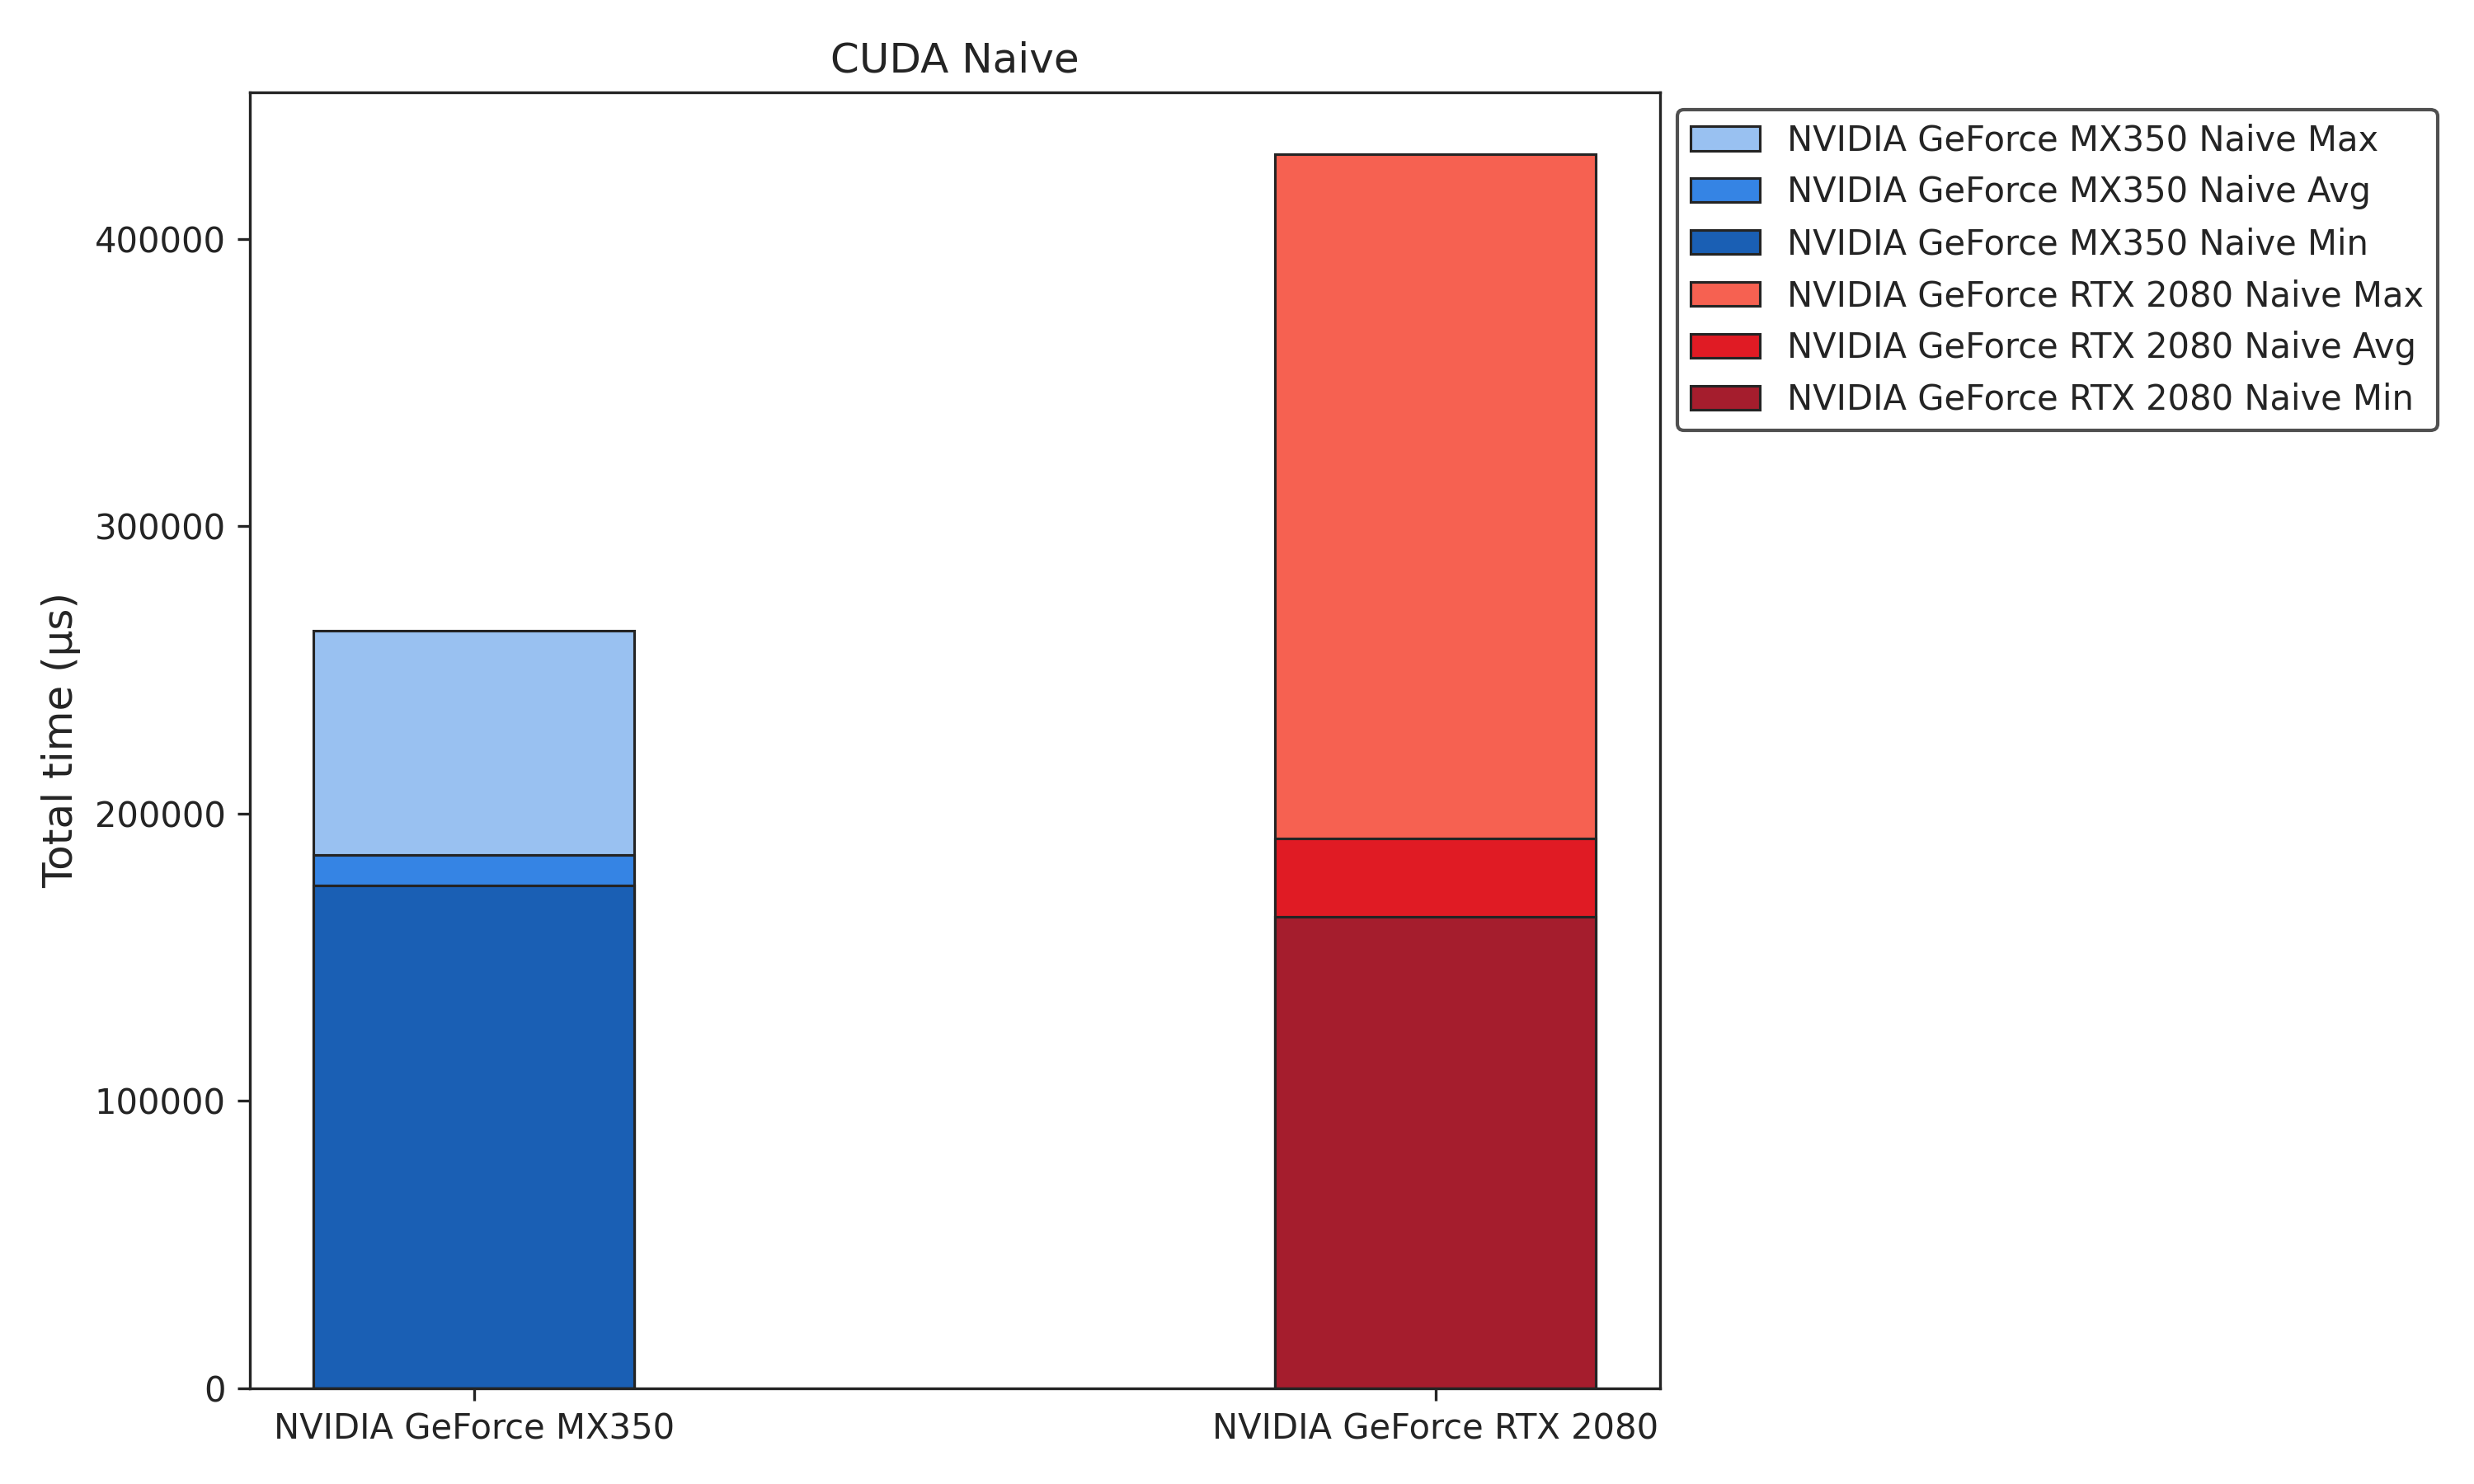 CUDA Naive
NVIDIA GeForce MX350 Naive Max
NVIDIA GeForce MX350 Naive Avg
NVIDIA GeForce MX350 Naive Min
NVIDIA GeForce RTX 2080 Naive Max
NVIDIA GeForce RTX 2080 Naive Avg
NVIDIA GeForce RTX 2080 Naive Min
Total time (µs)
400000
300000
200000
100000
0
NVIDIA GeForce MX350
NVIDIA GeForce RTX 2080